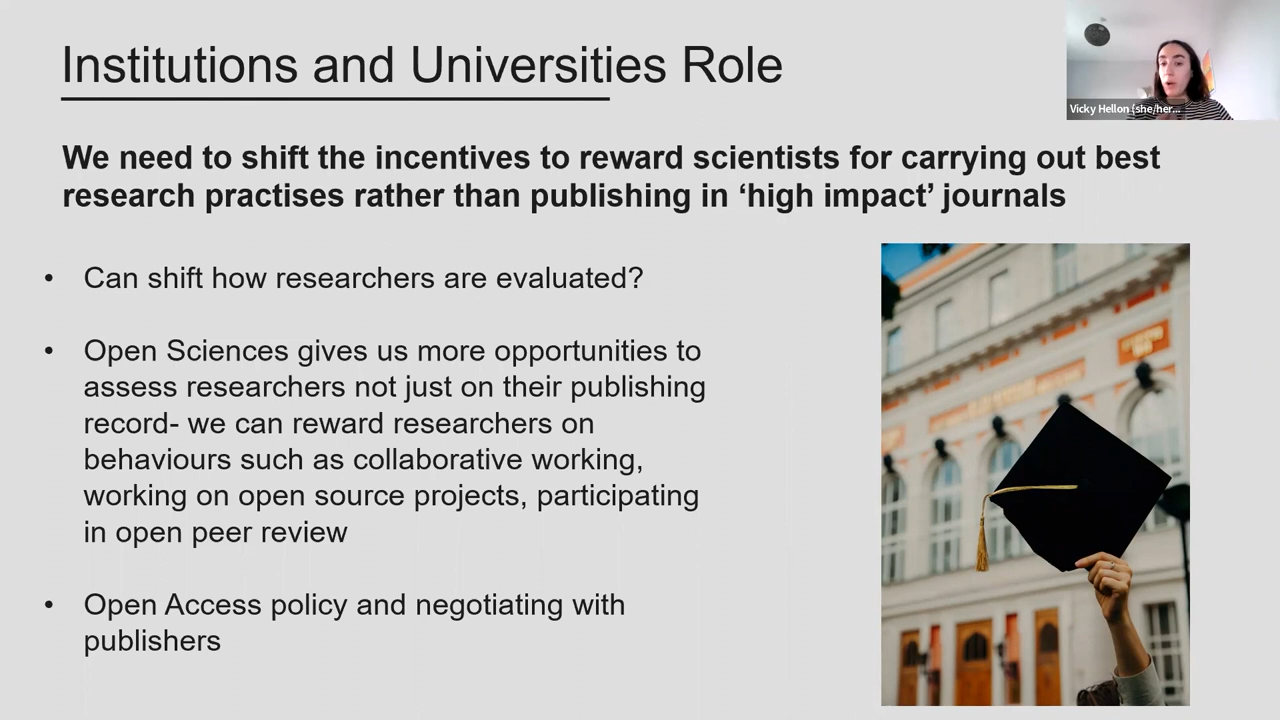 Institutions and Universities Role
Vicky Hellon (she/her...
We need to shift the incentives to reward scientists for carrying out best
research practises rather than publishing in ‘high impact’ journals
• Can shift how researchers are evaluated?
• Open Sciences gives us more opportunities to
assess researchers not just on their publishing
record- we can reward researchers on
behaviours such as collaborative working,
working on open source projects, participating
in open peer review
• Open Access policy and negotiating with
publishers